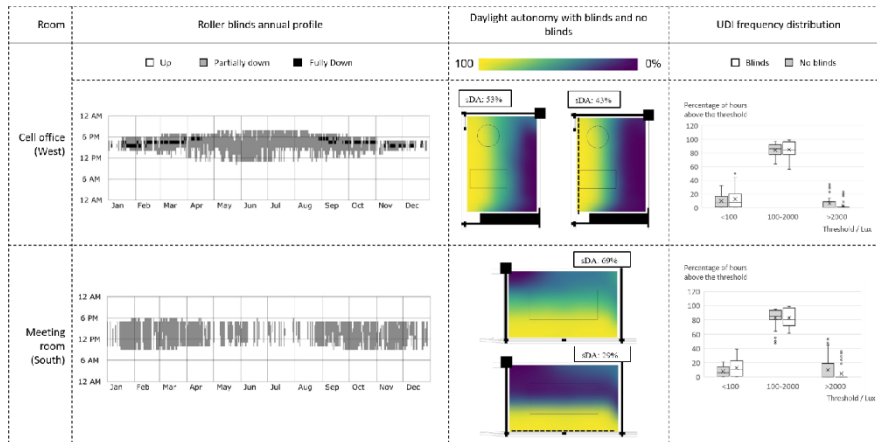 Room
Roller blinds annual profile
Daylight autonomy with blinds and no
blinds
UDI frequency distribution
Up
Partially down
Fully Down
100
0%
Blinds
No blinds
Cell office
(West)
12 AM
6 PM
12 PM
6 AM
12 AM
Jan Feb Mar Apr May Jun Jul Aug Sep Oct Nov Dec
sDA: 53%
sDA: 43%
Percentage of hours
above the threshold
120
100
80
60
40
20
0
<100
100-2000
>2000
Threshold / Lux
Meeting
room
(South)
12 AM
6 PM
12 PM
6 AM
12 AM
Jan Feb Mar Apr May Jun Jul Aug Sep Oct Nov Dec
sDA: 69%
sDA: 29%
Percentage of hours
above the threshold
120
100
80
60
40
20
0
<100
100-2000
>2000
Threshold / Lux